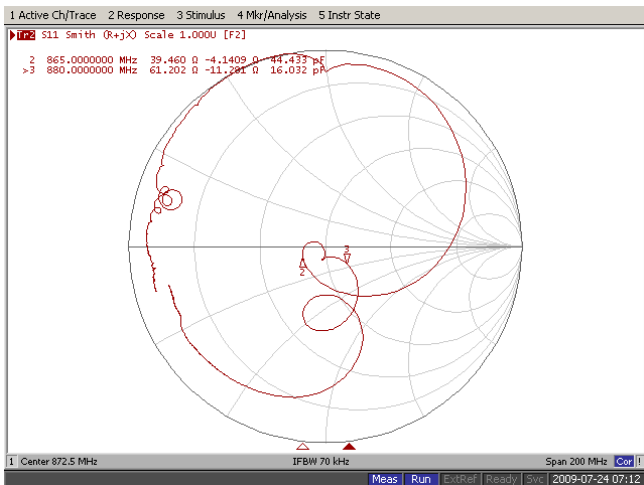 1 Active Ch/Trace 2 Response 3 Stimulus 4 Mkr/Analysis 5 Instr State
Tr2 S11 Smith (R+jX) Scale 1.000U [F2]
2 865.0000000 MHz 39.460 Ω -4.1409 Ω 44.433 pF
>3 880.0000000 MHz 61.202 Ω -11.281 Ω 16.032 pF
3
2
1 Center 872.5 MHz IFBW 70 kHz Span 200 MHz Cor !
Meas Run ExtRef Ready Svc 2009-07-24 07:12